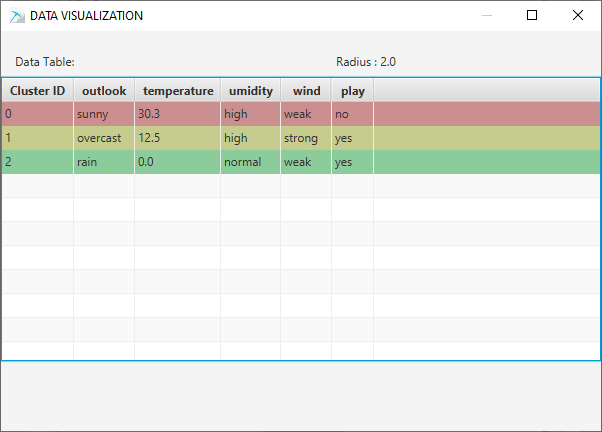 DATA VISUALIZATION
Data Table: Radius : 2.0
Cluster ID outlook temperature umidity wind play
0 sunny 30.3 high weak no
1 overcast 12.5 high strong yes
2 rain 0.0 normal weak yes